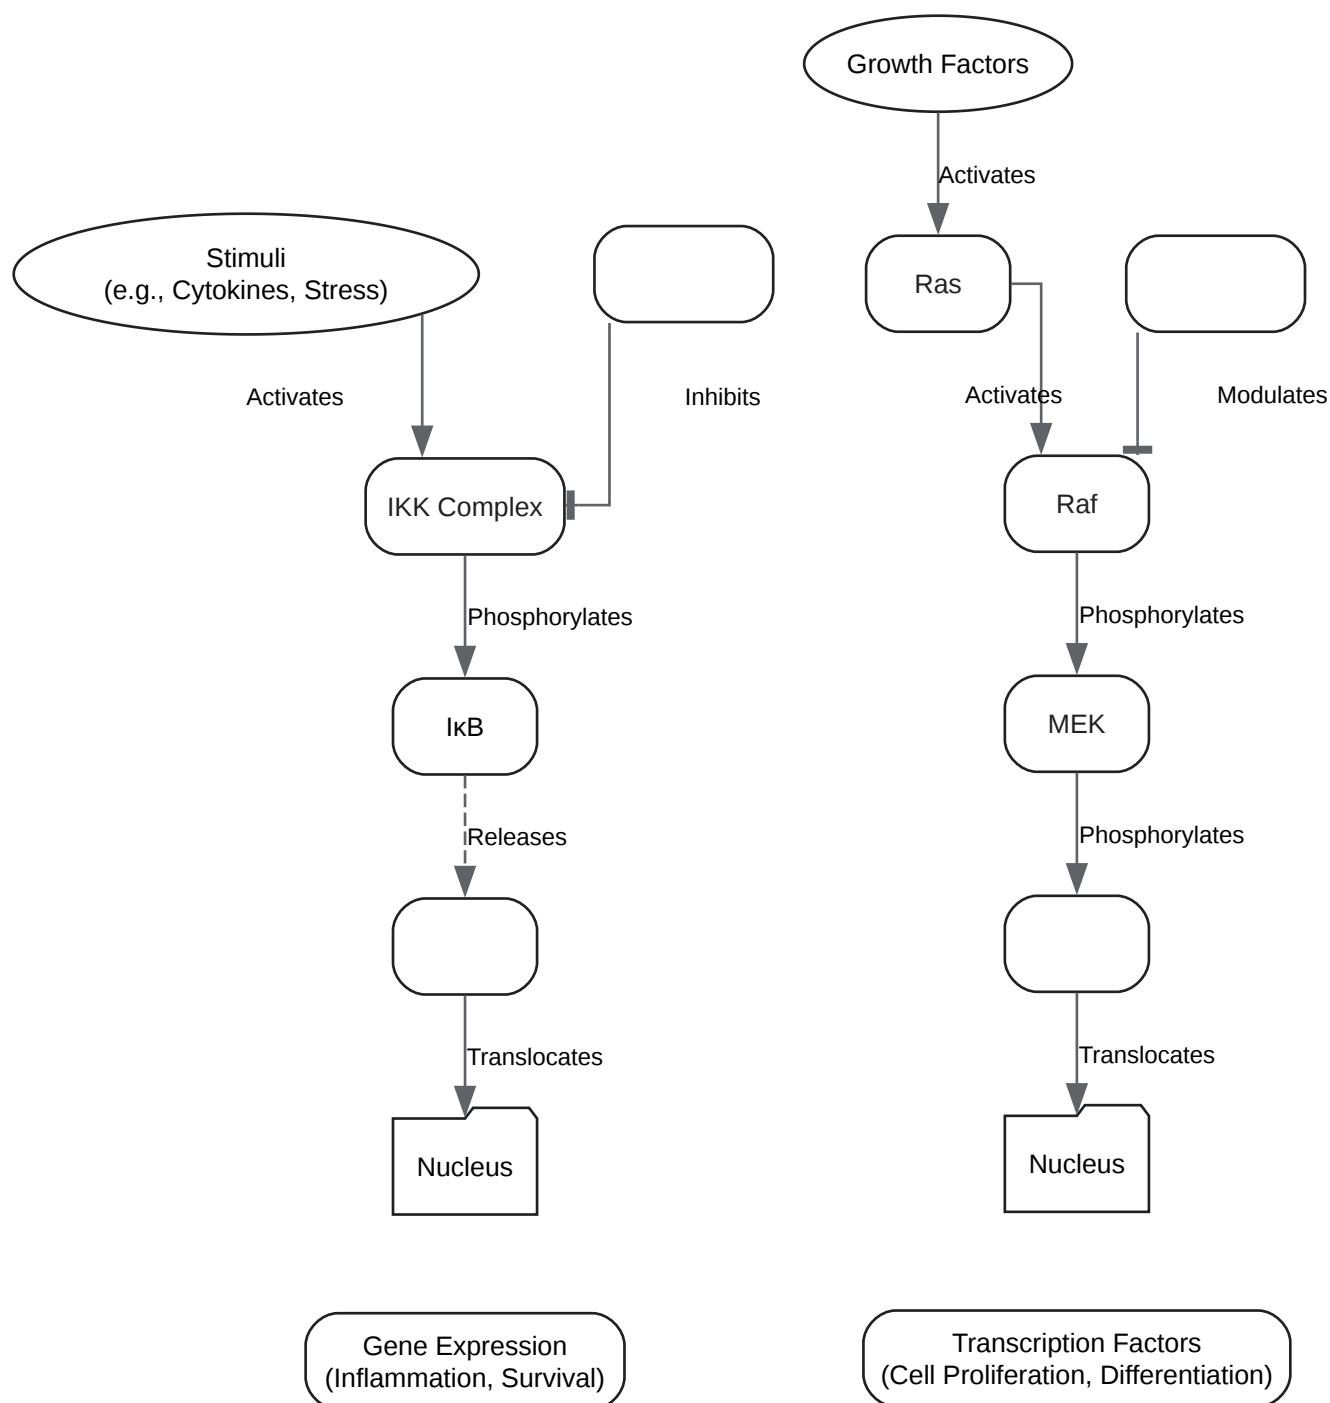 Growth Factors
Activates
Stimuli
(e.g., Cytokines, Stress)
Ras
Activates
Inhibits
Activates
Modulates
IKK Complex
Raf
Phosphorylates
Phosphorylates
IκB
MEK
Releases
Phosphorylates
Translocates
Translocates
Nucleus
Nucleus
Gene Expression
(Inflammation, Survival)
Transcription Factors
(Cell Proliferation, Differentiation)